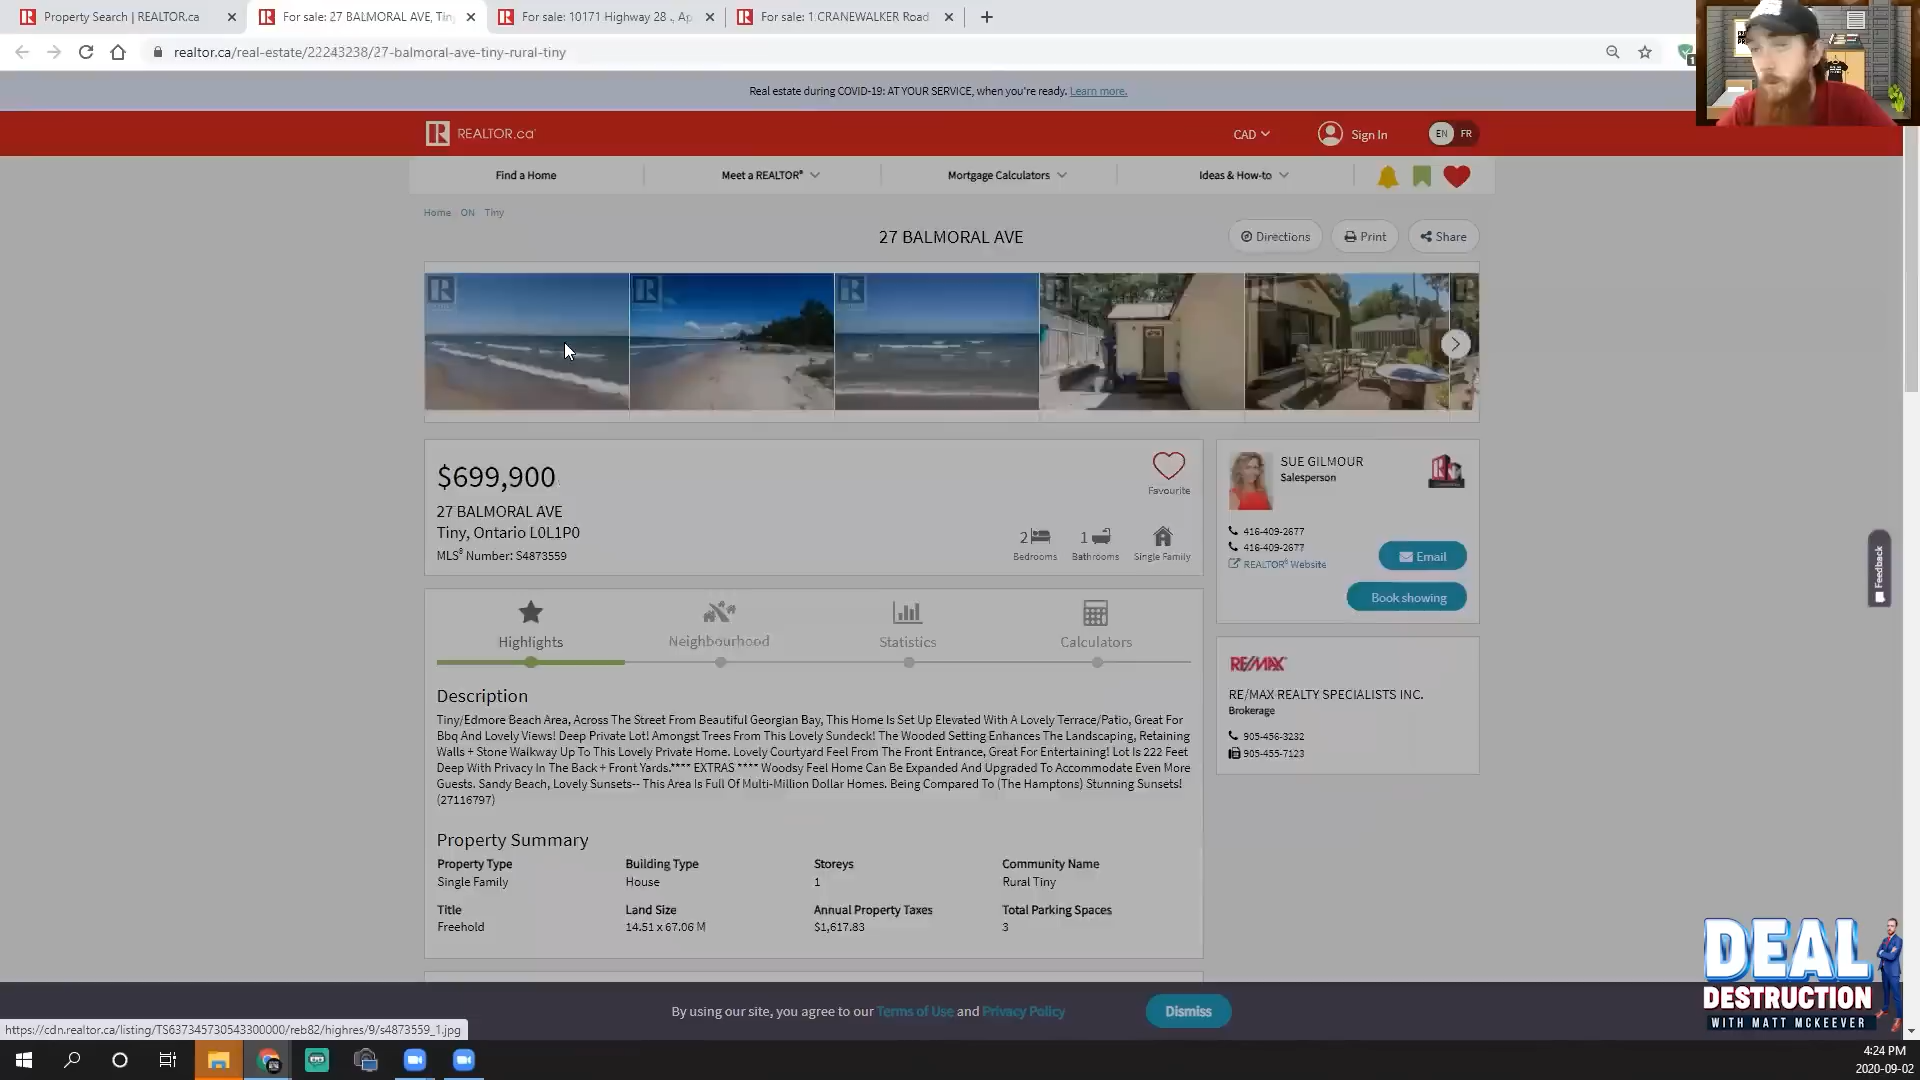 Property Search | REALTOR.ca
For sale: 27 BALMORAL AVE, Tin
For sale: 10171 Highway 28 ., Ap
For sale: 1 CRANEWALKER Road
realtor.ca/real-estate/22243238/27-balmoral-ave-tiny-rural-tiny
Real estate during COVID-19: AT YOUR SERVICE, when you're ready. Learn more.
REALTOR.ca
CAD
Sign In
EN FR
Find a Home
Meet a REALTOR®
Mortgage Calculators
Ideas & How-to
Home ON Tiny
27 BALMORAL AVE
Directions
Print
Share
$699,900
27 BALMORAL AVE
Tiny, Ontario L0L1P0
MLS® Number: S4873559
Favourite
2
Bedrooms
1
Bathrooms
Single Family
SUE GILMOUR
Salesperson
416-409-2677
416-409-2677
REALTOR® Website
Email
Book showing
Feedback
Highlights
Neighbourhood
Statistics
Calculators
RE/MAX
RE/MAX REALTY SPECIALISTS INC.
Brokerage
905-456-3232
905-455-7123
Description
Tiny/Edmore Beach Area, Across The Street From Beautiful Georgian Bay, This Home Is Set Up Elevated With A Lovely Terrace/Patio, Great For
Bbq And Lovely Views! Deep Private Lot! Amongst Trees From This Lovely Sundeck! The Wooded Setting Enhances The Landscaping, Retaining
Walls + Stone Walkway Up To This Lovely Private Home. Lovely Courtyard Feel From The Front Entrance, Great For Entertaining! Lot Is 222 Feet
Deep With Privacy In The Back + Front Yards.**** EXTRAS **** Woodsy Feel Home Can Be Expanded And Upgraded To Accommodate Even More
Guests. Sandy Beach, Lovely Sunsets-- This Area Is Full Of Multi-Million Dollar Homes. Being Compared To (The Hamptons) Stunning Sunsets!
(27116797)
Property Summary
Property Type
Single Family
Building Type
House
Storeys
1
Community Name
Rural Tiny
Title
Freehold
Land Size
14.51 x 67.06 M
Annual Property Taxes
$1,617.83
Total Parking Spaces
3
DEAL
DESTRUCTION
WITH MATT MCKEEVER
By using our site, you agree to our Terms of Use and Privacy Policy
Dismiss
https://cdn.realtor.ca/listing/TS637345730543300000/reb82/highres/9/s4873559_1.jpg
4:24 PM
2020-09-02